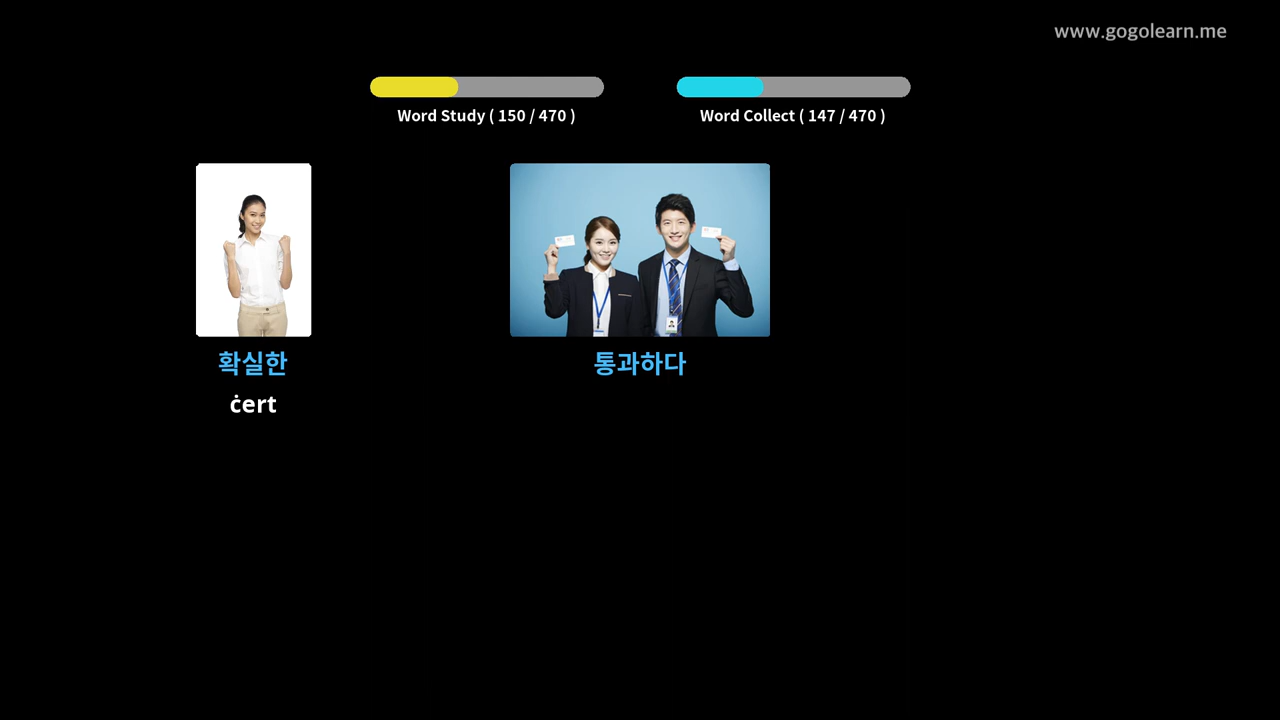 www.gogolearn.me
Word Study ( 150 / 470 )
Word Collect ( 147 / 470 )
확실한
통과하다
ċert